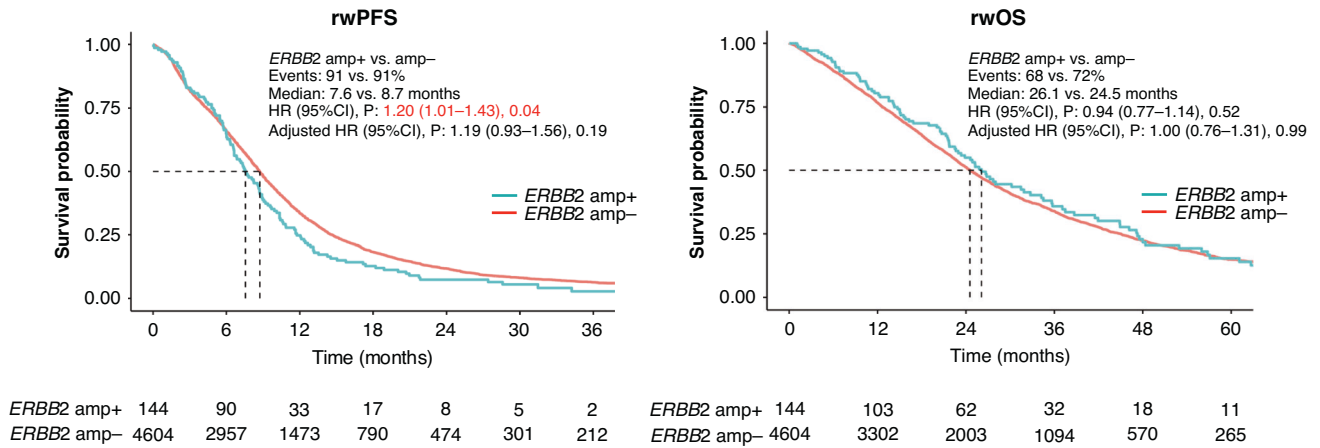 rwPFS
1.00
0.75
0.50
0.25
0.00
Survival probability
ERBB2 amp+ vs. amp–
Events: 91 vs. 91%
Median: 7.6 vs. 8.7 months
HR (95%CI), P: 1.20 (1.01–1.43), 0.04
Adjusted HR (95%CI), P: 1.19 (0.93–1.56), 0.19
ERBB2 amp+
ERBB2 amp–
0 6 12 18 24 30 36
Time (months)
ERBB2 amp+ 144 90 33 17 8 5 2
ERBB2 amp– 4604 2957 1473 790 474 301 212
rwOS
1.00
0.75
0.50
0.25
0.00
Survival probability
ERBB2 amp+ vs. amp–
Events: 68 vs. 72%
Median: 26.1 vs. 24.5 months
HR (95%CI), P: 0.94 (0.77–1.14), 0.52
Adjusted HR (95%CI), P: 1.00 (0.76–1.31), 0.99
ERBB2 amp+
ERBB2 amp–
0 12 24 36 48 60
Time (months)
ERBB2 amp+ 144 103 62 32 18 11
ERBB2 amp– 4604 3302 2003 1094 570 265